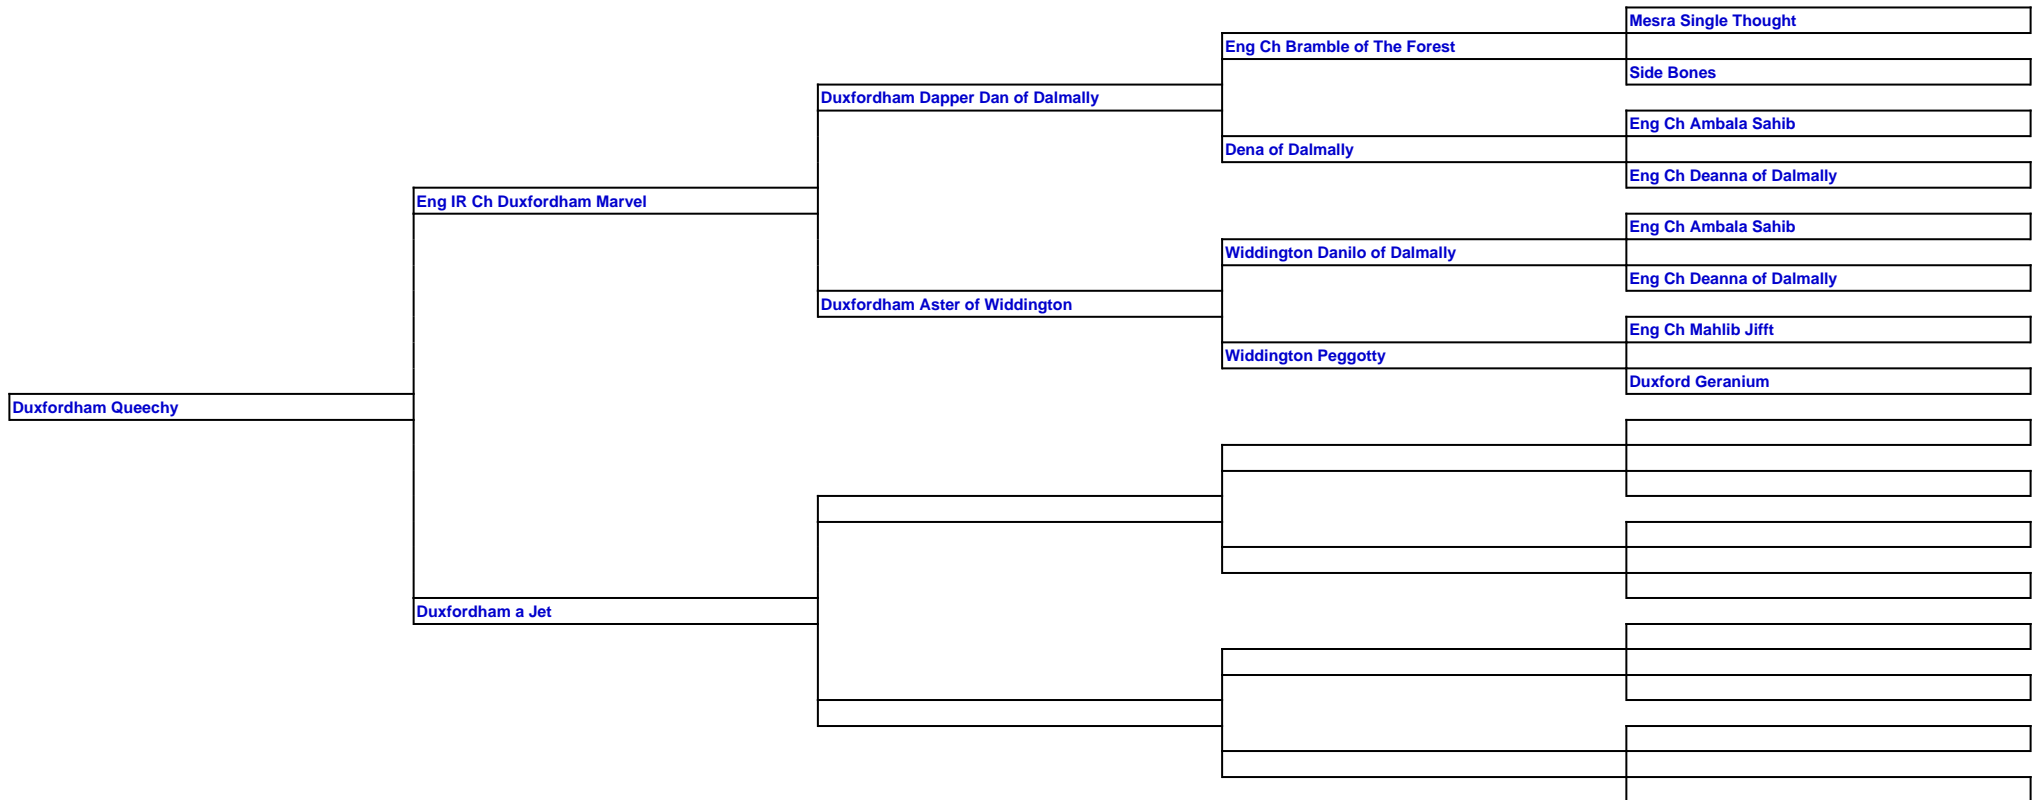 Mesra Single Thought
Eng Ch Bramble of The Forest
Side Bones
Duxfordham Dapper Dan of Dalmally
Eng Ch Ambala Sahib
Dena of Dalmally
Eng Ch Deanna of Dalmally
Eng IR Ch Duxfordham Marvel
Eng Ch Ambala Sahib
Widdington Danilo of Dalmally
Eng Ch Deanna of Dalmally
Duxfordham Aster of Widdington
Eng Ch Mahlib Jifft
Widdington Peggotty
Duxford Geranium
Duxfordham Queechy
Duxfordham a Jet